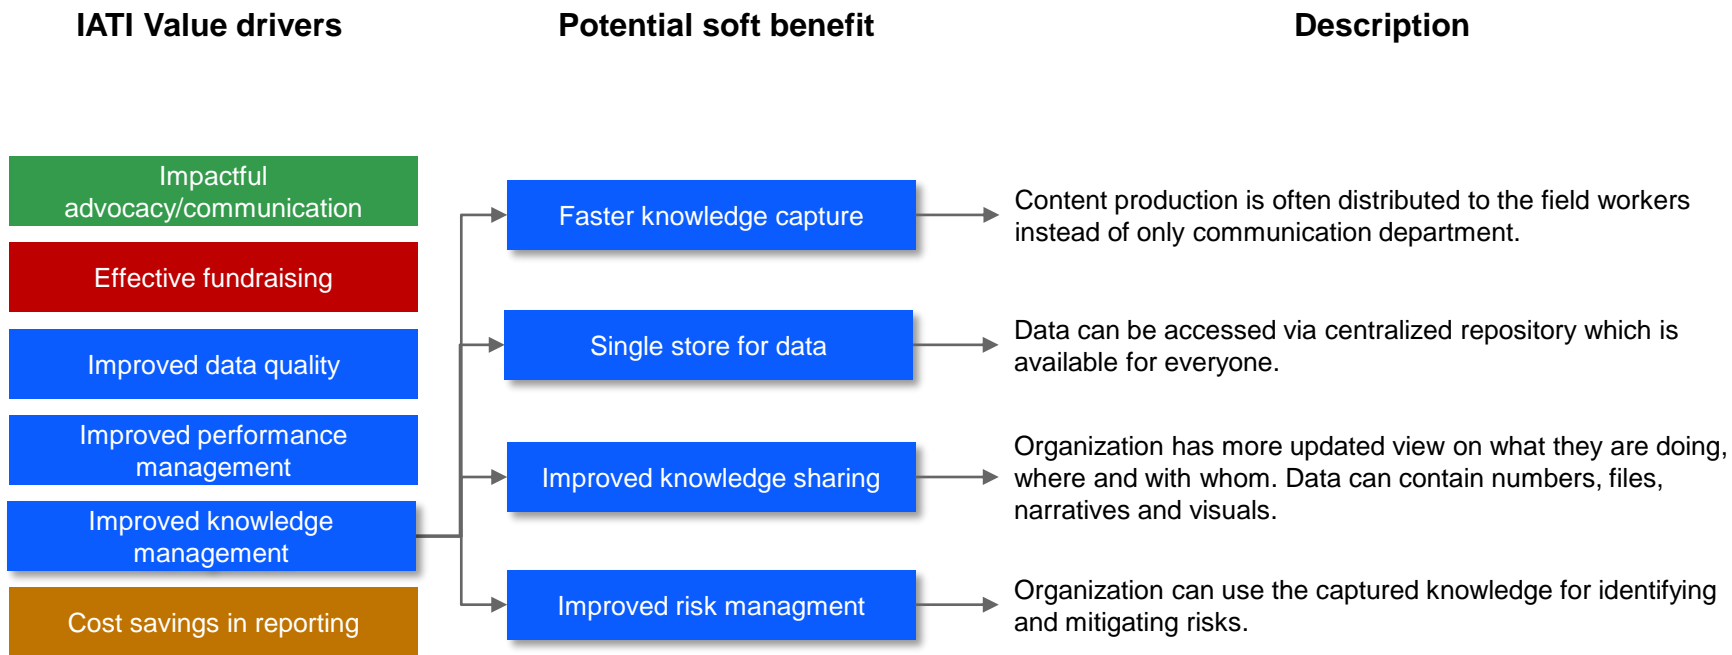 IATI Value drivers
Potential soft benefit
Description
Impactful
advocacy/communication
Effective fundraising
Improved data quality
Improved performance
management
Improved knowledge
management
Cost savings in reporting
Faster knowledge capture
Content production is often distributed to the field workers
instead of only communication department.
Single store for data
Data can be accessed via centralized repository which is
available for everyone.
Improved knowledge sharing
Organization has more updated view on what they are doing,
where and with whom. Data can contain numbers, files,
narratives and visuals.
Improved risk managment
Organization can use the captured knowledge for identifying
and mitigating risks.